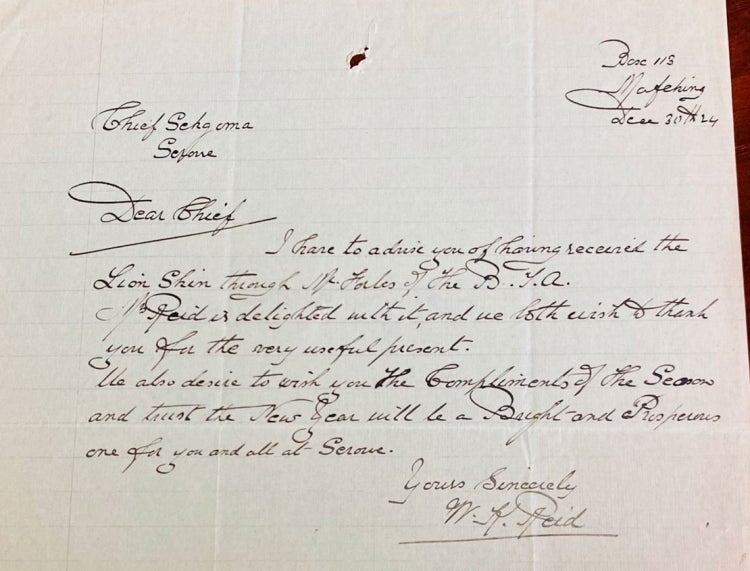 Box 113
Mafeking
Dec 30th 24
Chief Sekgoma
Serowe
Dear Chief
I have to advise you of having received the
Lion Skin through Mr Forbes of the B.T.A.
Mrs Reid is delighted with it, and we both wish to thank
you for the very useful present.
We also desire to wish you the Compliments of the Season
and trust the New Year will be a Bright and Prosperous
one for you and all at Serowe.
Yours Sincerely
W. H. Reid